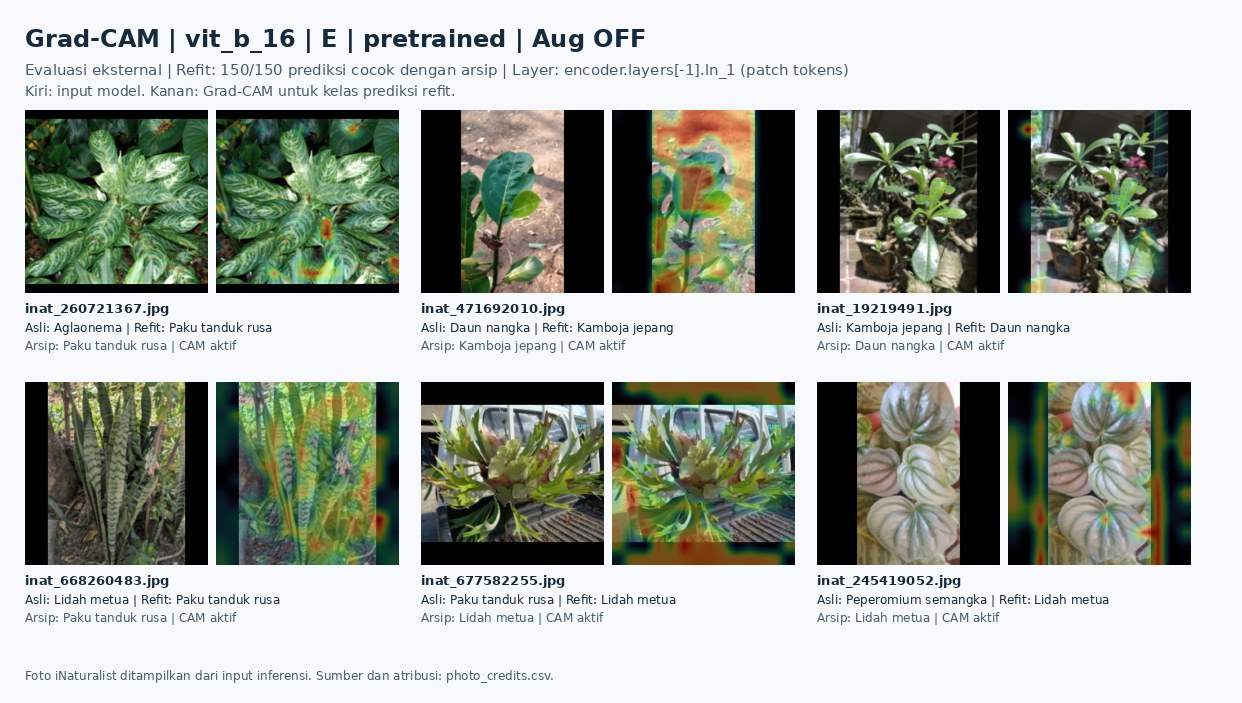 Grad-CAM | vit_b_16 | E | pretrained | Aug OFF
Evaluasi eksternal | Refit: 150/150 prediksi cocok dengan arsip | Layer: encoder.layers[-1].ln_1 (patch tokens)
Kiri: input model. Kanan: Grad-CAM untuk kelas prediksi refit.
inat_260721367.jpg
Asli: Aglaonema | Refit: Paku tanduk rusa
Arsip: Paku tanduk rusa | CAM aktif
inat_471692010.jpg
Asli: Daun nangka | Refit: Kamboja jepang
Arsip: Kamboja jepang | CAM aktif
inat_19219491.jpg
Asli: Kamboja jepang | Refit: Daun nangka
Arsip: Daun nangka | CAM aktif
inat_668260483.jpg
Asli: Lidah metua | Refit: Paku tanduk rusa
Arsip: Paku tanduk rusa | CAM aktif
inat_677582255.jpg
Asli: Paku tanduk rusa | Refit: Lidah metua
Arsip: Lidah metua | CAM aktif
inat_245419052.jpg
Asli: Peperomium semangka | Refit: Lidah metua
Arsip: Lidah metua | CAM aktif
Foto iNaturalist ditampilkan dari input inferensi. Sumber dan atribusi: photo_credits.csv.